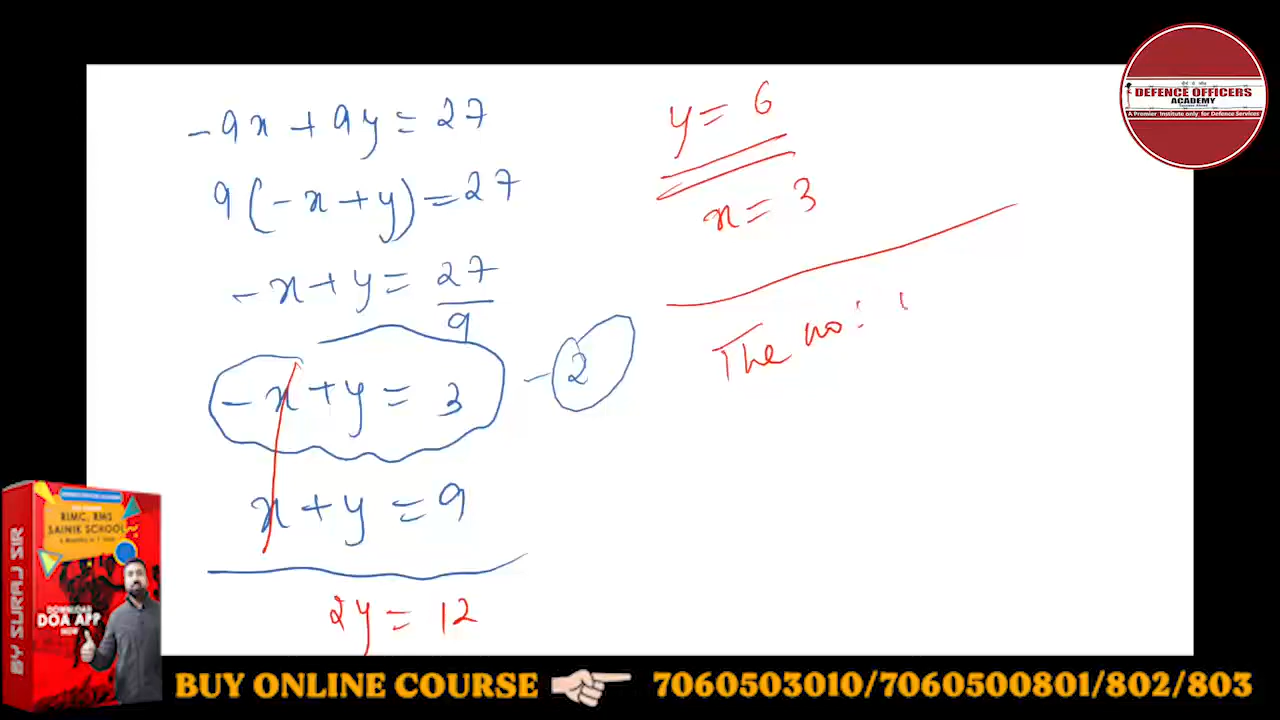 -9x + 9y = 27
9(-x + y) = 27
-x + y = 27/9
-x + y = 3 - 2
x + y = 9
2y = 12
y = 6
x = 3
The no:
DEFENCE OFFICERS
ACADEMY
A Premier Institute only for Defence Services
RIMC, RMS
SAINIK SCHOOL
BY SURAJ SIR
DOWNLOAD
DOA APP
NOW
BUY ONLINE COURSE 7060503010/7060500801/802/803